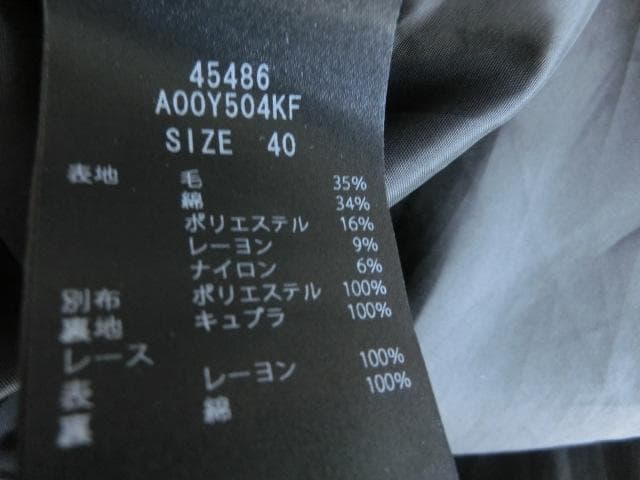 45486
A00Y504KF
SIZE 40
表地 毛 35%
綿 34%
ポリエステル 16%
レーヨン 9%
ナイロン 6%
別布 ポリエステル 100%
裏地 キュプラ 100%
レース
表 レーヨン 100%
裏 綿 100%